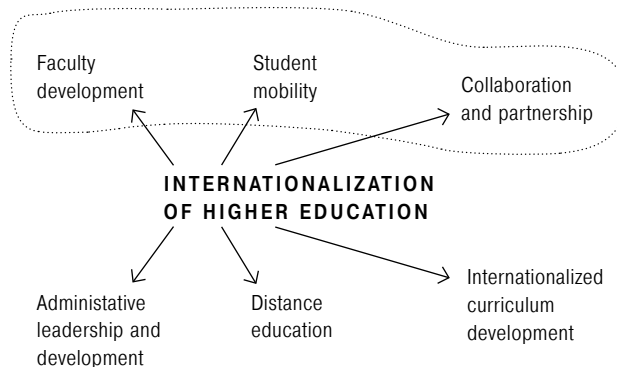 Faculty
development
Student
mobility
Collaboration
and partnership
INTERNATIONALIZATION
OF HIGHER EDUCATION
Administative
leadership and
development
Distance
education
Internationalized
curriculum
development